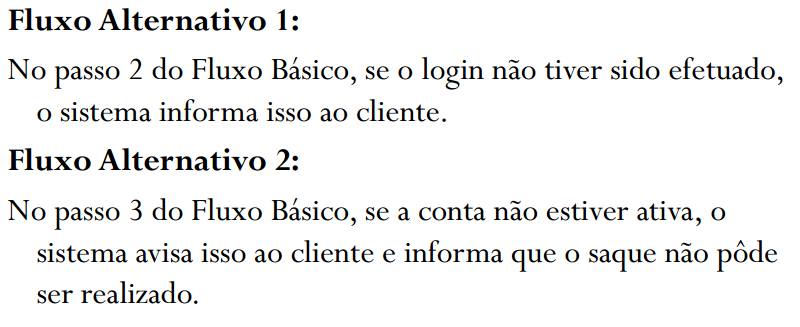 Fluxo Alternativo 1:
No passo 2 do Fluxo Básico, se o login não tiver sido efetuado,
o sistema informa isso ao cliente.
Fluxo Alternativo 2:
No passo 3 do Fluxo Básico, se a conta não estiver ativa, o
sistema avisa isso ao cliente e informa que o saque não pôde
ser realizado.